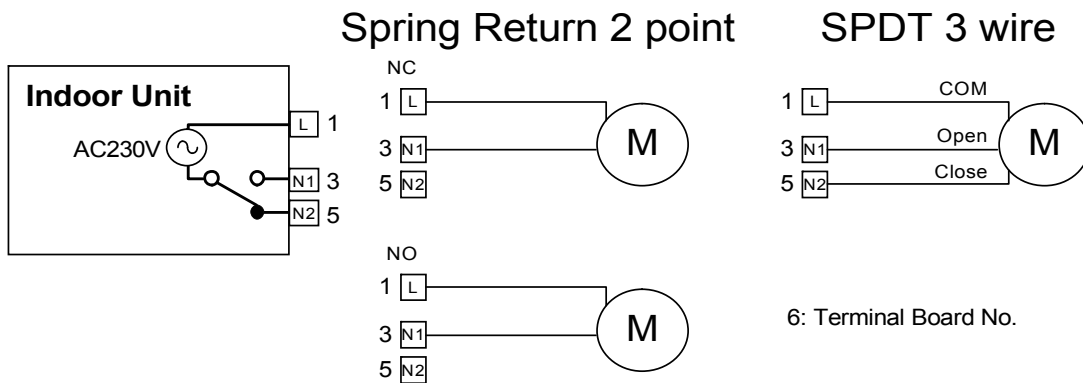 Spring Return 2 point
SPDT 3 wire
Indoor Unit
AC230V
L 1
N1 3
N2 5
NC
1 L
3 N1
5 N2
M
NO
1 L
3 N1
5 N2
M
1 L COM
3 N1 Open
5 N2 Close
M
6: Terminal Board No.